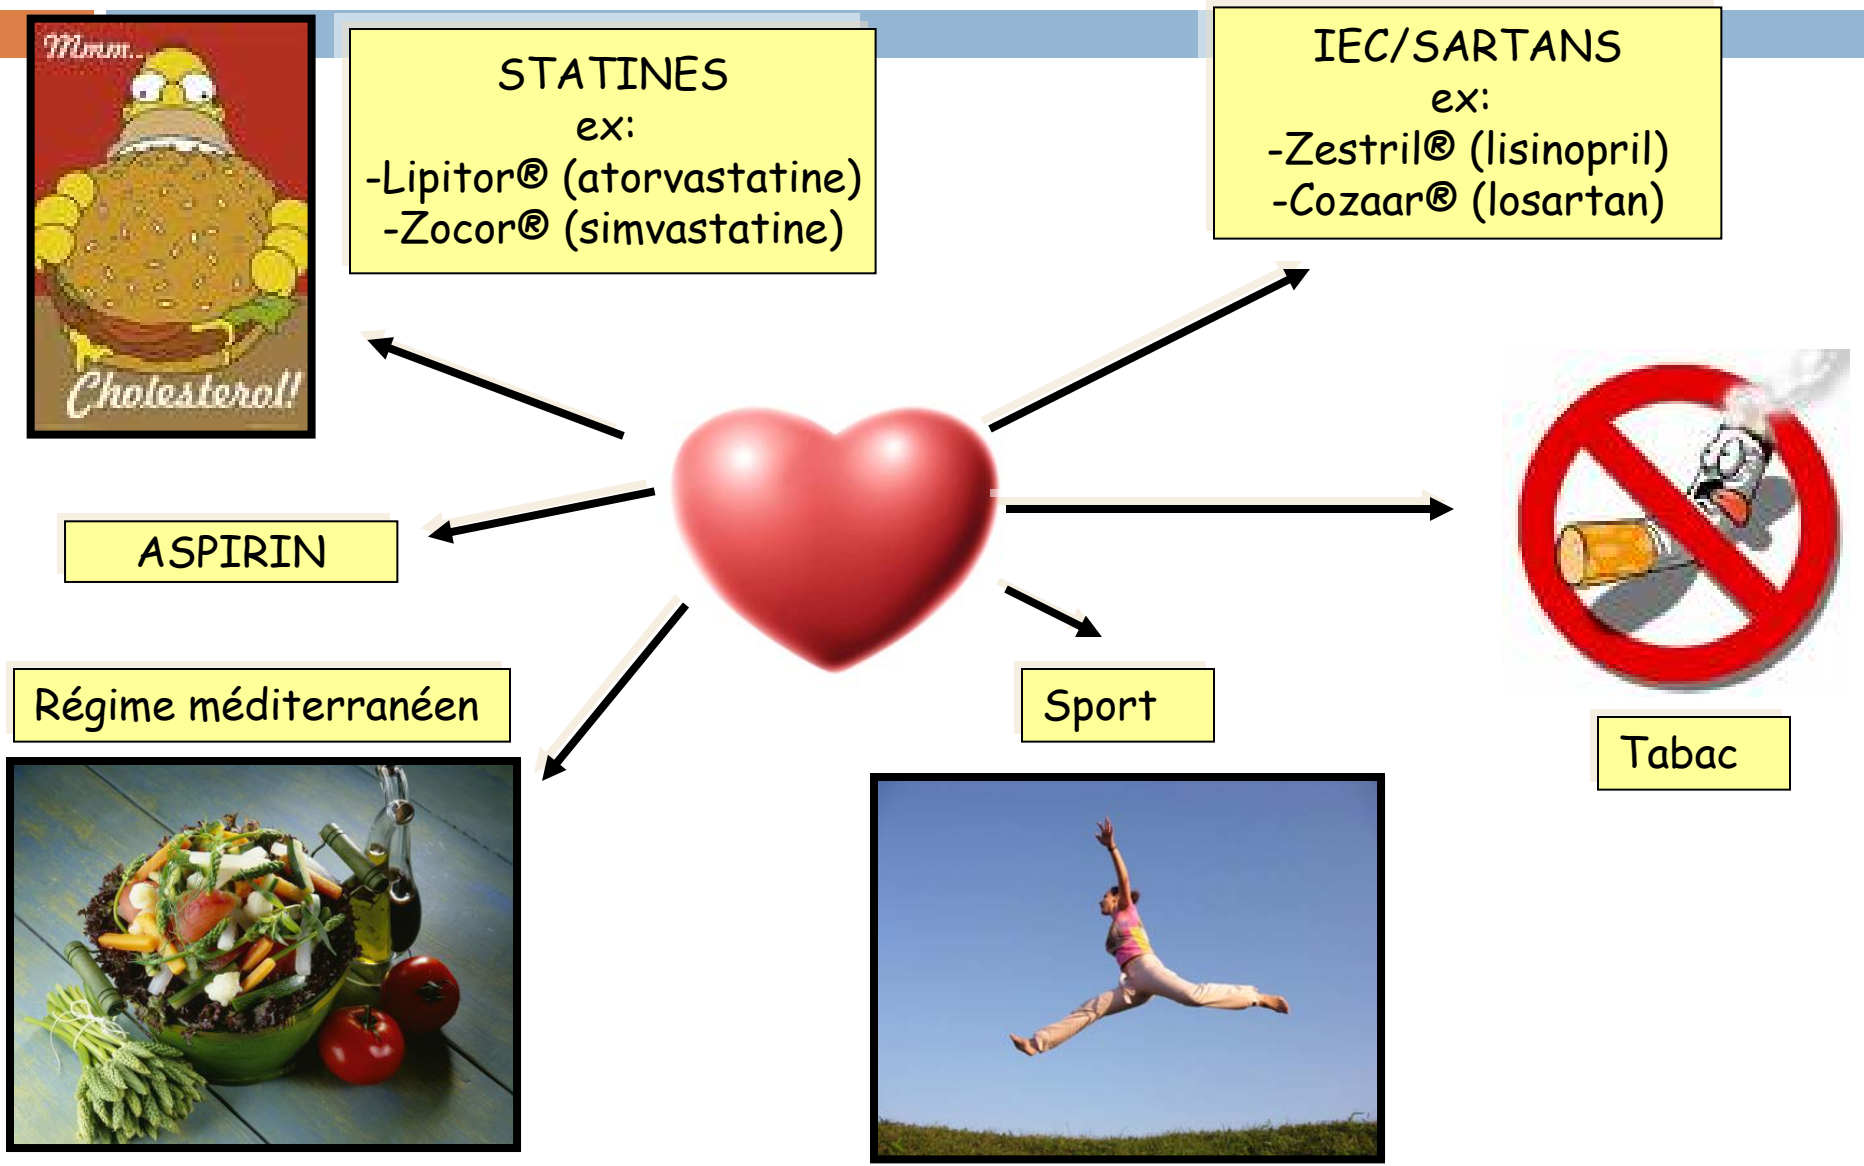 Mmm...
Cholesterol!
STATINES
ex:
-Lipitor® (atorvastatine)
-Zocor® (simvastatine)
IEC/SARTANS
ex:
-Zestril® (lisinopril)
-Cozaar® (losartan)
ASPIRIN
Régime méditerranéen
Sport
Tabac